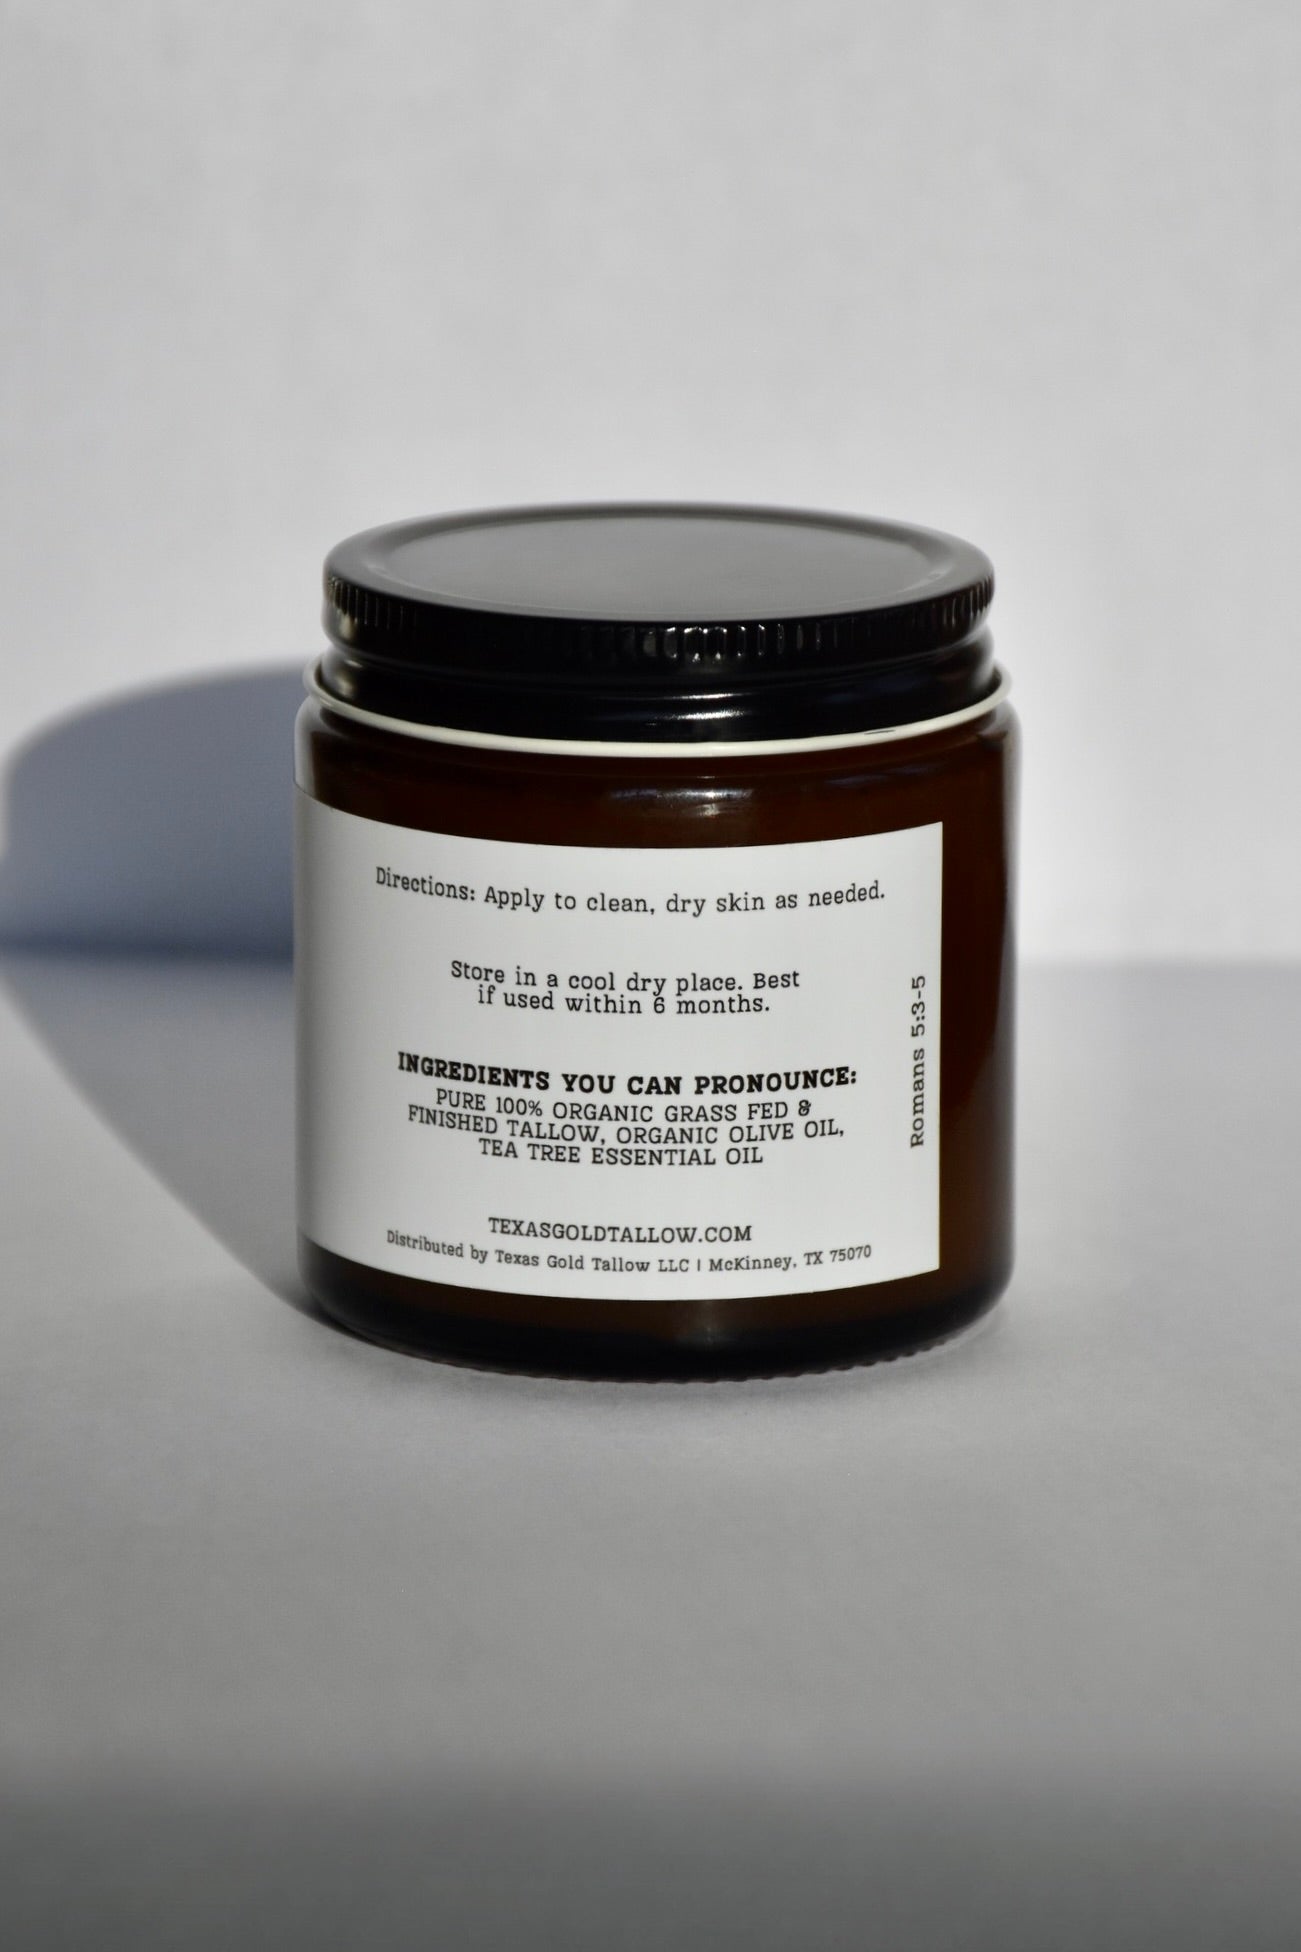 Directions: Apply to clean, dry skin as needed.
Store in a cool dry place. Best
if used within 6 months.
INGREDIENTS YOU CAN PRONOUNCE:
PURE 100% ORGANIC GRASS FED &
FINISHED TALLOW, ORGANIC OLIVE OIL,
TEA TREE ESSENTIAL OIL
TEXASGOLDTALLOW.COM
Distributed by Texas Gold Tallow LLC | McKinney, TX 75070
Romans 5:3-5